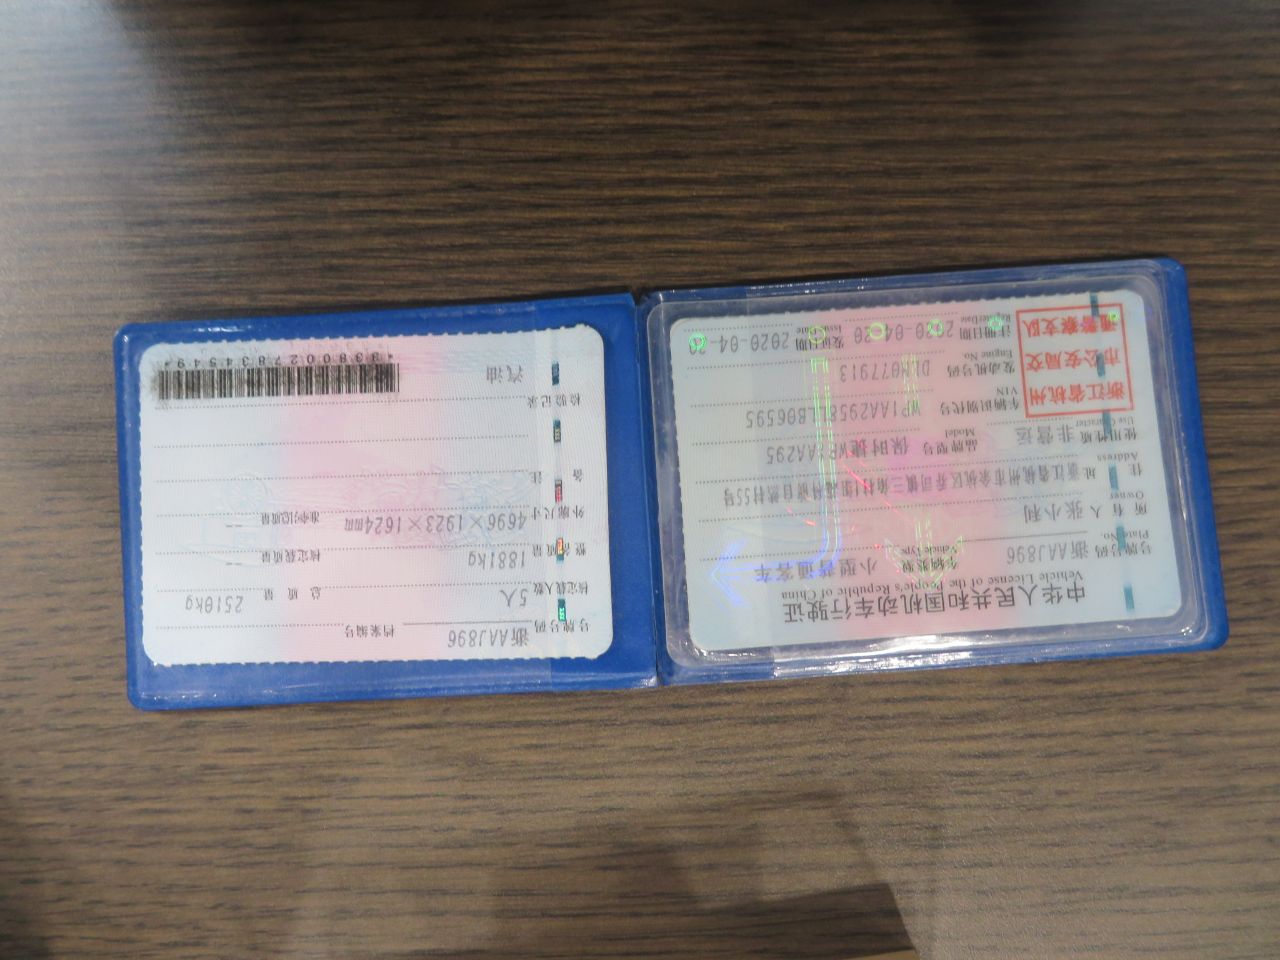 中华人民共和国机动车行驶证
Vehicle License of the People's Republic of China
号牌号码 浙AAJ896 车辆类型 小型普通客车
Plate No. Vehicle Type
所有人 张小利
Owner
住址
Address
使用性质 非营运 品牌型号 保时捷WP1AA295
Use Character Model
浙江省杭州
市公安局交
通警察支队
车辆识别代号
VIN
发动机号码 DLH077913
Engine No.
注册日期 2020-04-20 发证日期 2020-04-20
Register Date Issue Date
号牌号码 浙AAJ896 档案编号
核定载人数 5人 总质量 2510kg
整备质量 1881kg 核定载质量 --
外廓尺寸 4696×1923×1624mm 准牵引总质量 --
备注
检验记录
汽油
*33800027834549*